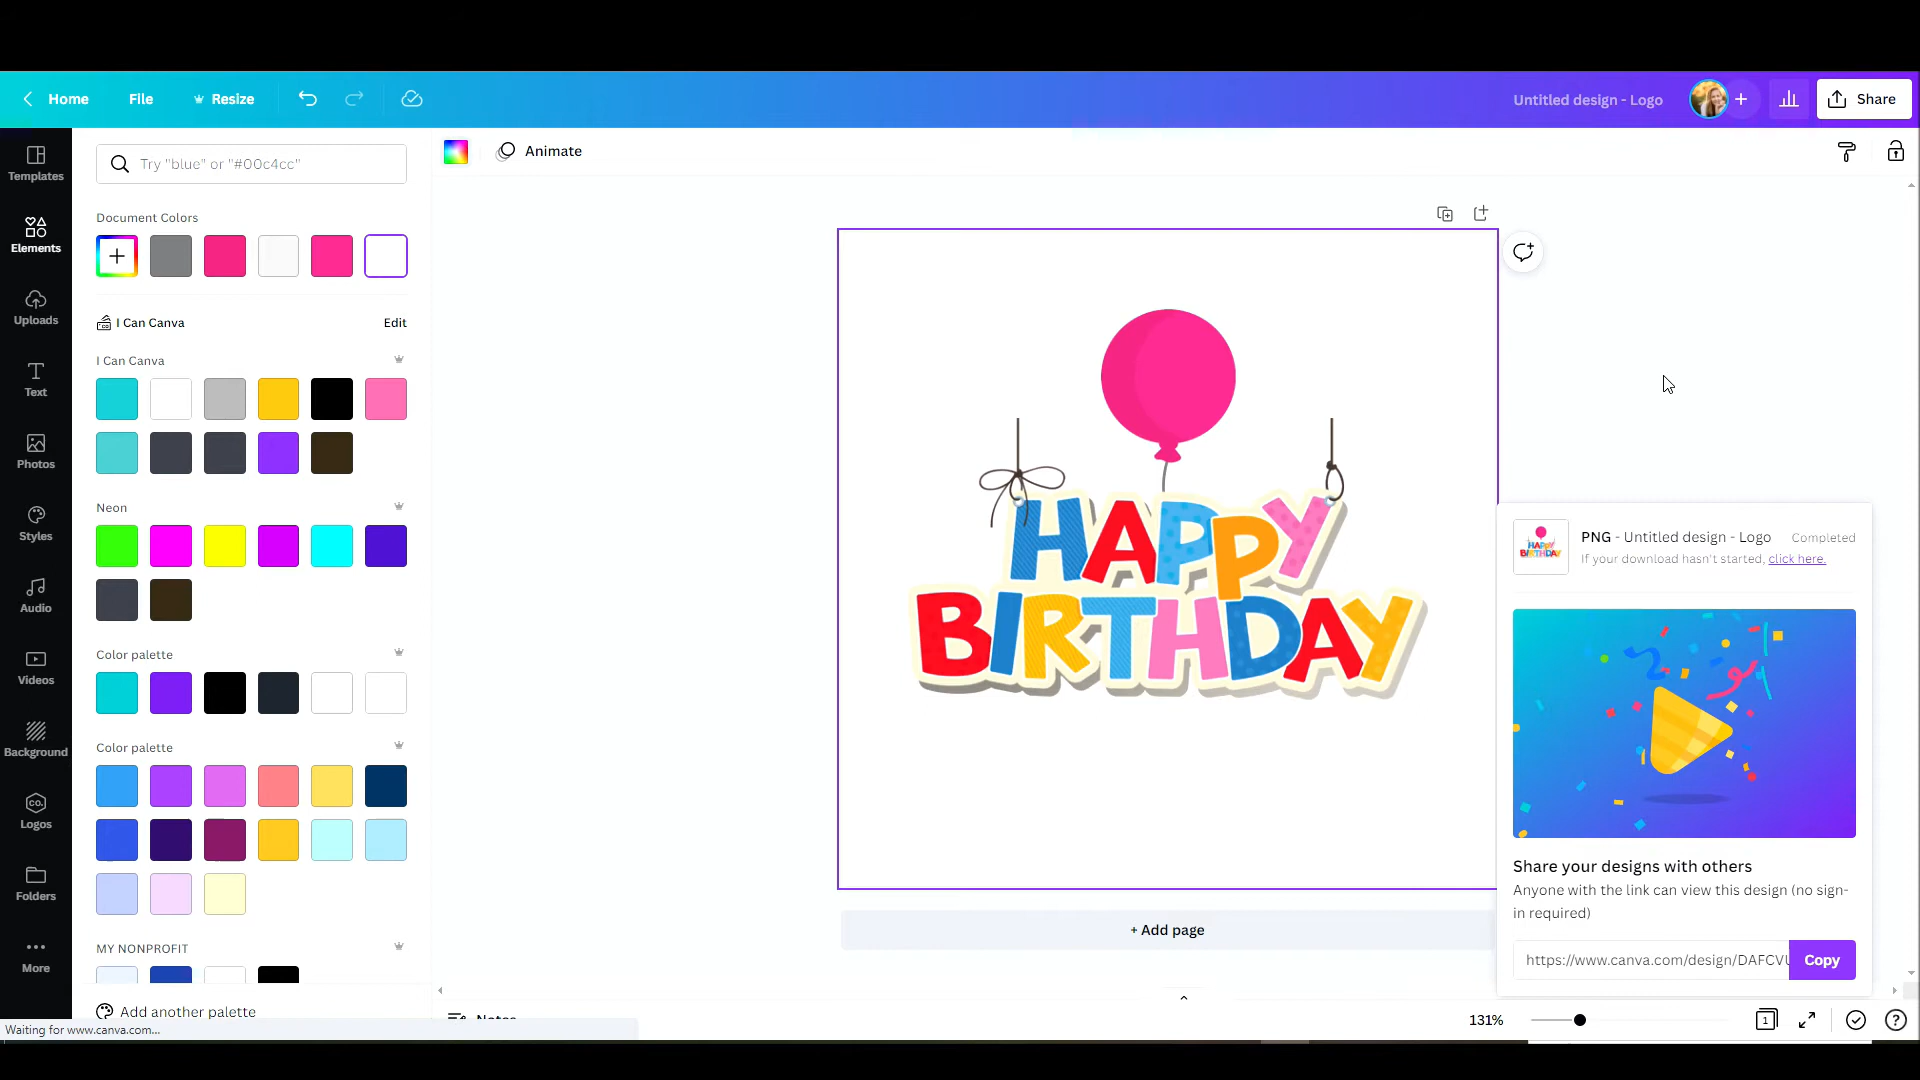 Home
File
Resize
Untitled design - Logo
Share
Templates
Elements
Uploads
Text
Photos
Styles
Audio
Videos
Background
CO.
Logos
Folders
More
Try "blue" or "#00c4cc"
Document Colors
I Can Canva
Edit
I Can Canva
Neon
Color palette
Color palette
MY NONPROFIT
Add another palette
Animate
HAPPY
BIRTHDAY
+ Add page
Notes
PNG - Untitled design - Logo
Completed
If your download hasn't started, click here.
Share your designs with others
Anyone with the link can view this design (no sign-
in required)
https://www.canva.com/design/DAFCVU
Copy
131%
1
Waiting for www.canva.com...